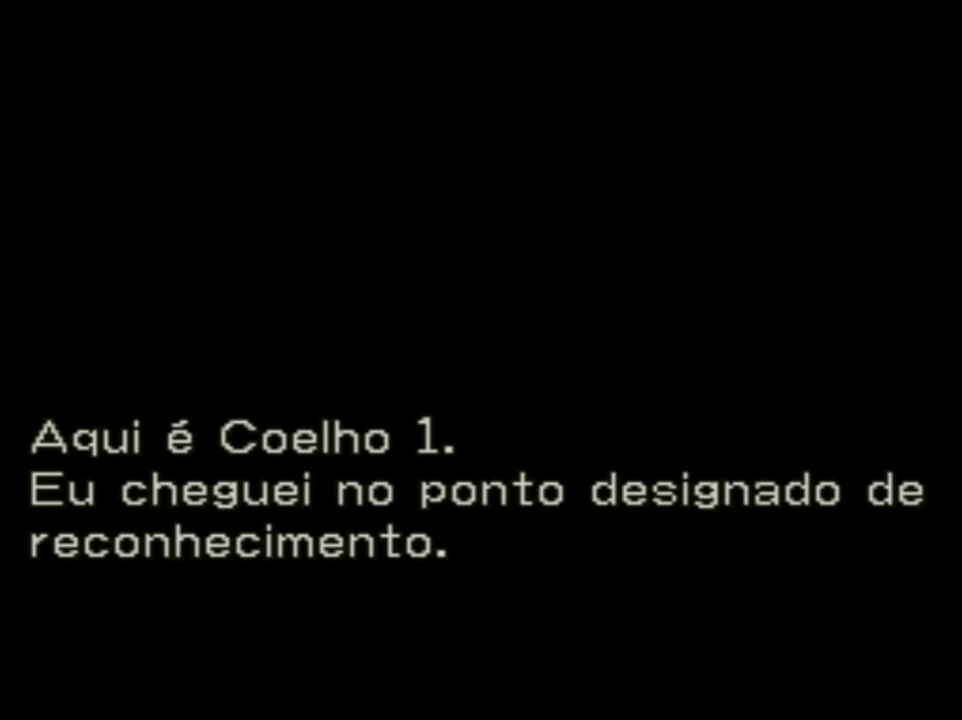 Aqui é Coelho 1.
Eu cheguei no ponto designado de
reconhecimento.